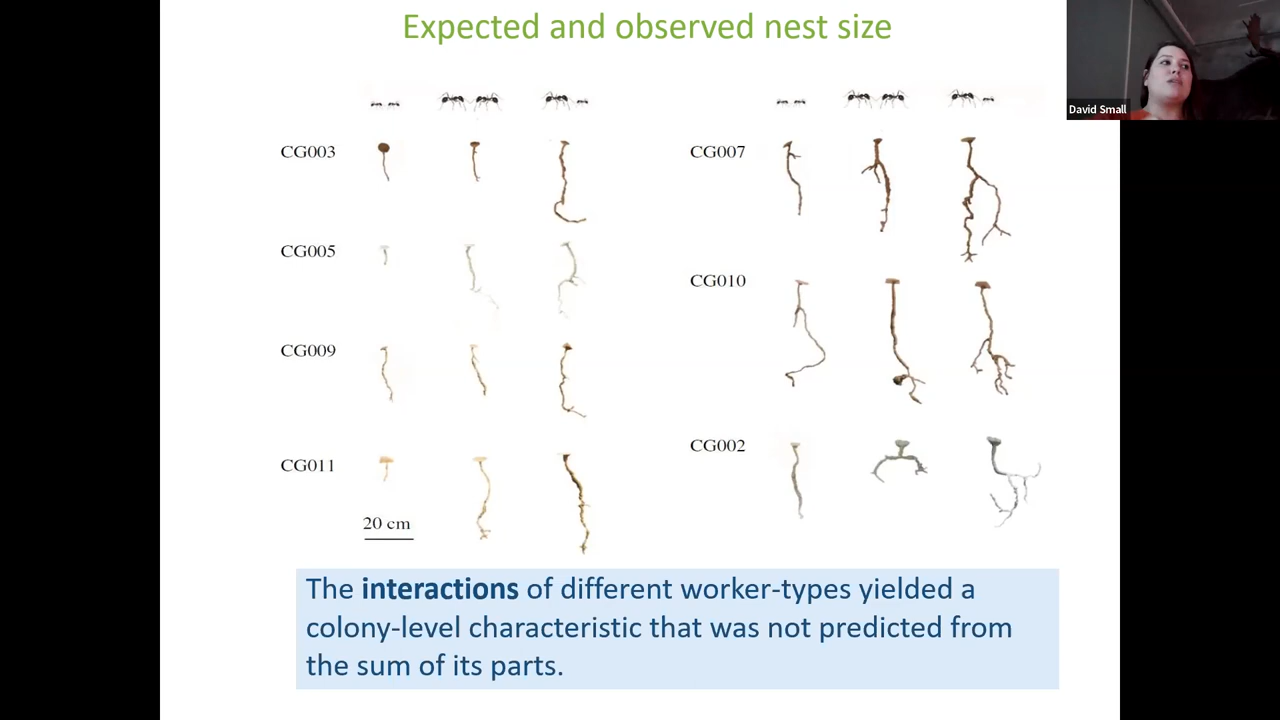 Expected and observed nest size
David Small
CG003
CG005
CG009
CG011
20 cm
CG007
CG010
CG002
The interactions of different worker-types yielded a
colony-level characteristic that was not predicted from
the sum of its parts.